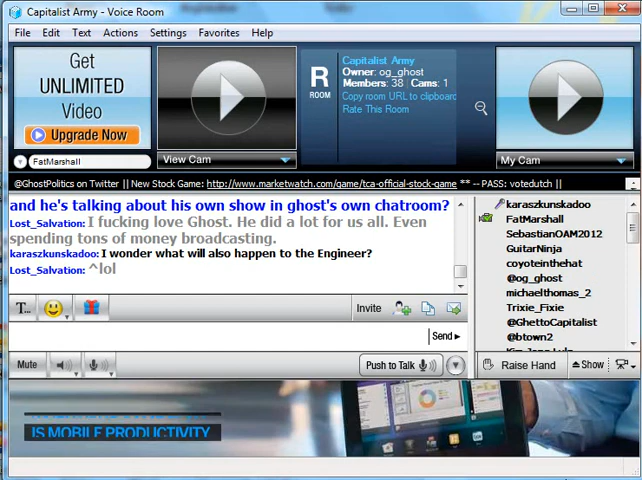 Capitalist Army - Voice Room
File Edit Text Actions Settings Favorites Help
Get
UNLIMITED
Video
Upgrade Now
FatMarshall
View Cam
R
ROOM
Capitalist Army
Owner: og_ghost
Members: 38 Cams: 1
Copy room URL to clipboard
Rate This Room
My Cam
@GhostPolitics on Twitter || New Stock Game: http://www.marketwatch.com/game/tca-official-stock-game ** -- PASS: votedutch ||
and he's talking about his own show in ghost's own chatroom?
Lost_Salvation: I fucking love Ghost. He did a lot for us all. Even
spending tons of money broadcasting.
karaszkunskadoo: I wonder what will also happen to the Engineer?
Lost_Salvation: ^lol
T...
Invite
Send
Mute
Push to Talk
karaszkunskadoo
FatMarshall
SebastianOAM2012
GuitarNinja
coyoteinthehat
@og_ghost
michaelthomas_2
Trixie_Fixie
@GhettoCapitalist
@btown2
Raise Hand
Show
IS MOBILE PRODUCTIVITY